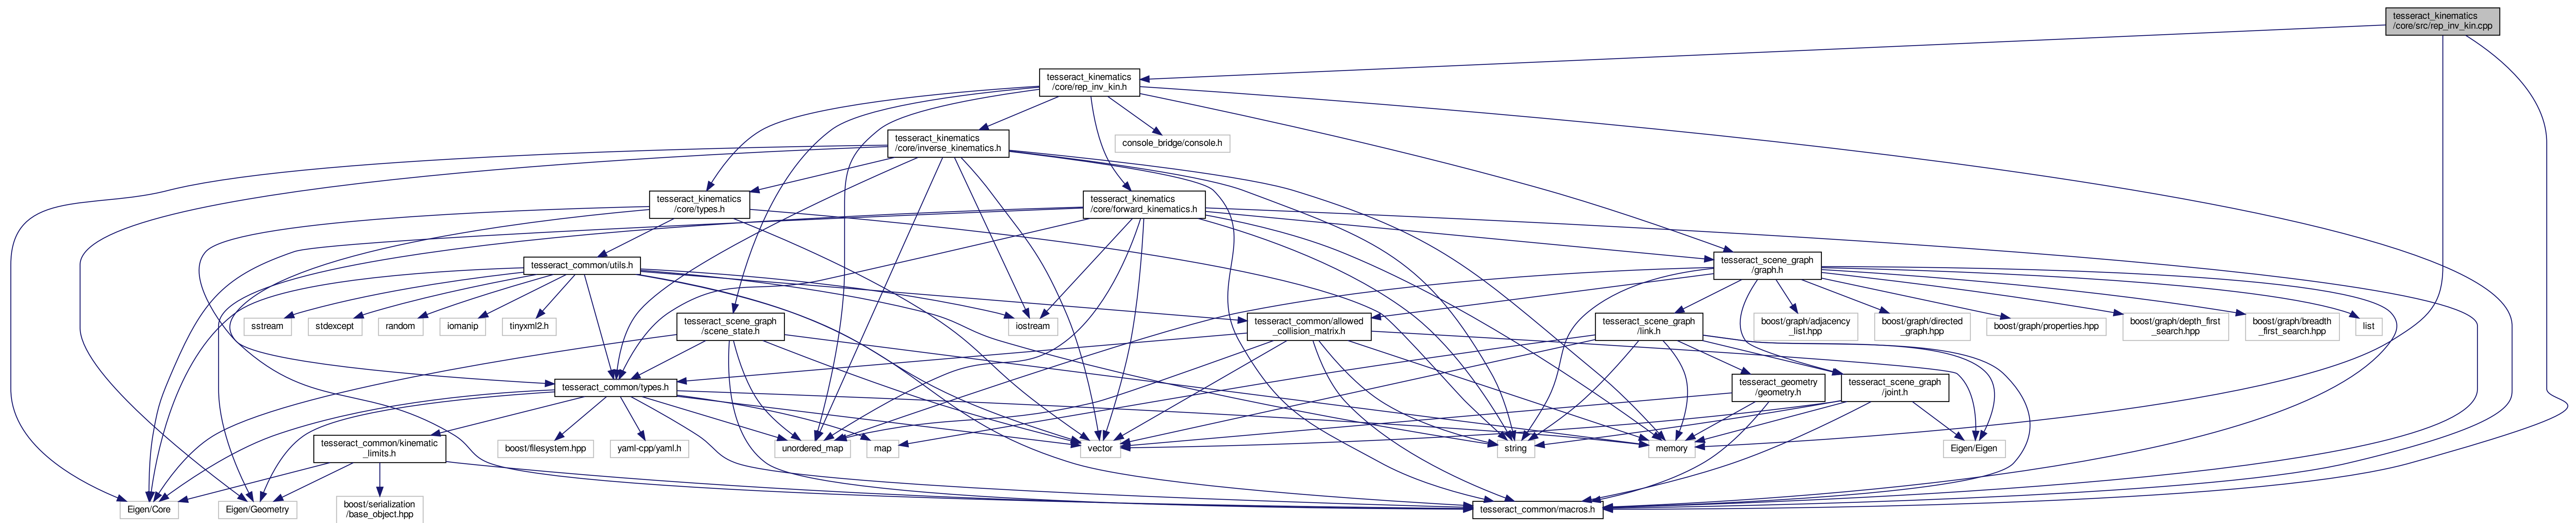 tesseract_kinematics
/core/src/rep_inv_kin.cpp
tesseract_kinematics
/core/rep_inv_kin.h
tesseract_kinematics
/core/inverse_kinematics.h
console_bridge/console.h
tesseract_kinematics
/core/types.h
tesseract_kinematics
/core/forward_kinematics.h
tesseract_common/utils.h
tesseract_scene_graph
/graph.h
sstream
stdexcept
random
iomanip
tinyxml2.h
tesseract_scene_graph
/scene_state.h
iostream
tesseract_common/allowed
_collision_matrix.h
tesseract_scene_graph
/link.h
boost/graph/adjacency
_list.hpp
boost/graph/directed
_graph.hpp
boost/graph/properties.hpp
boost/graph/depth_first
_search.hpp
boost/graph/breadth
_first_search.hpp
list
tesseract_common/types.h
tesseract_geometry
/geometry.h
tesseract_scene_graph
/joint.h
tesseract_common/kinematic
_limits.h
boost/filesystem.hpp
yaml-cpp/yaml.h
unordered_map
map
vector
string
memory
Eigen/Eigen
Eigen/Core
Eigen/Geometry
boost/serialization
/base_object.hpp
tesseract_common/macros.h